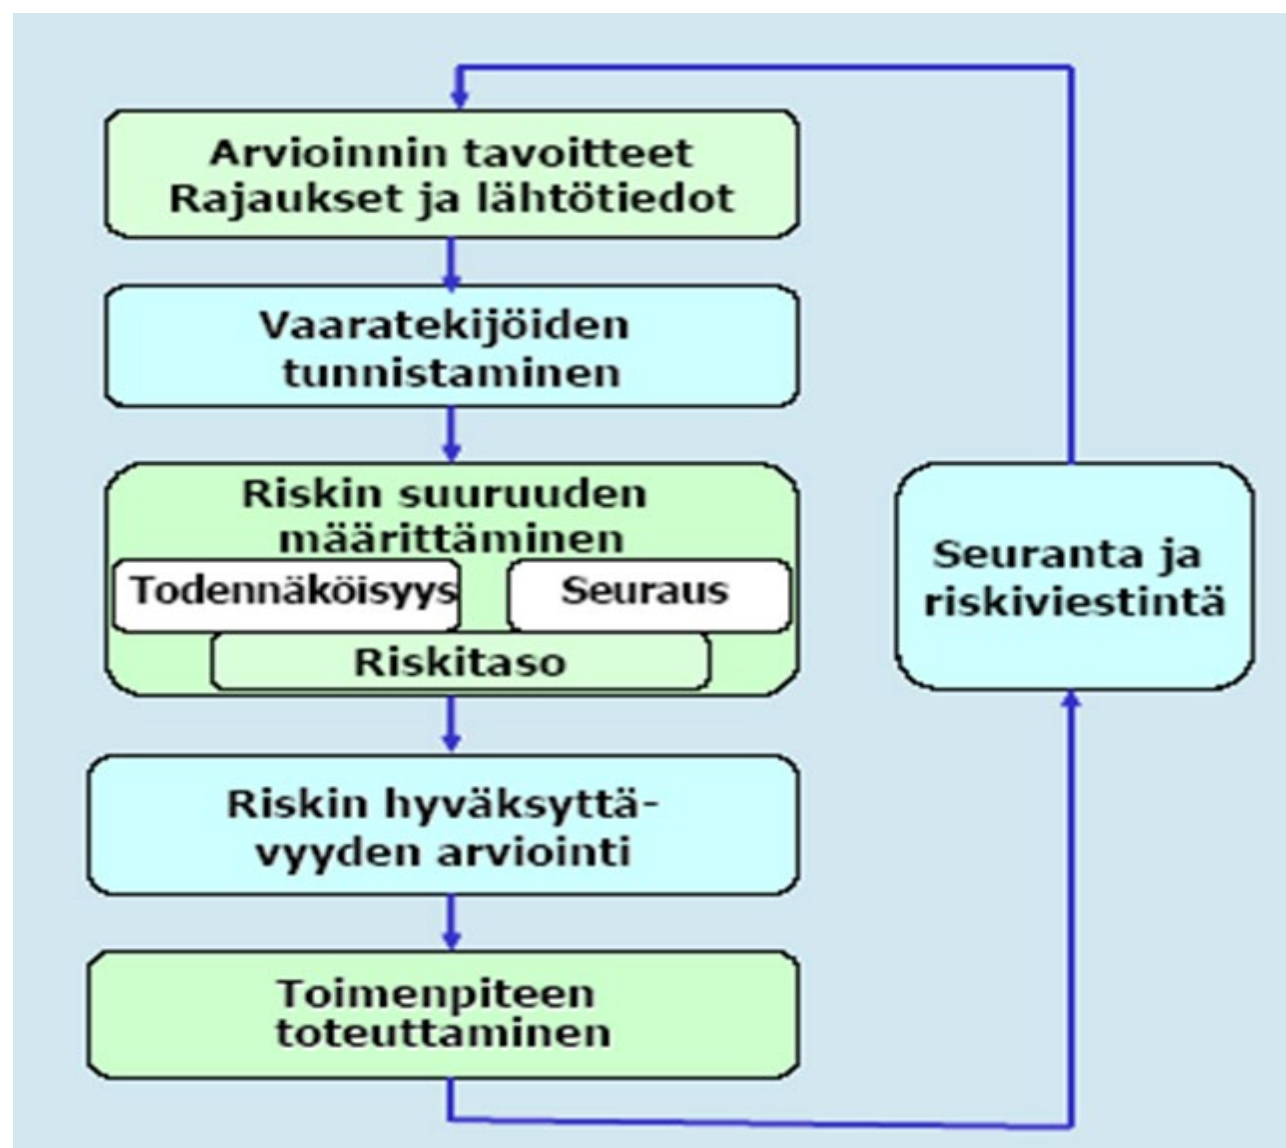 Arvioinnin tavoitteet
Rajaukset ja lähtötiedot
Vaaratekijöiden
tunnistaminen
Riskin suuruuden
määrittäminen
Todennäköisyys
Seuraus
Riskitaso
Riskin hyväksyttä-
vyyden arviointi
Toimenpiteen
toteuttaminen
Seuranta ja
riskiviestintä